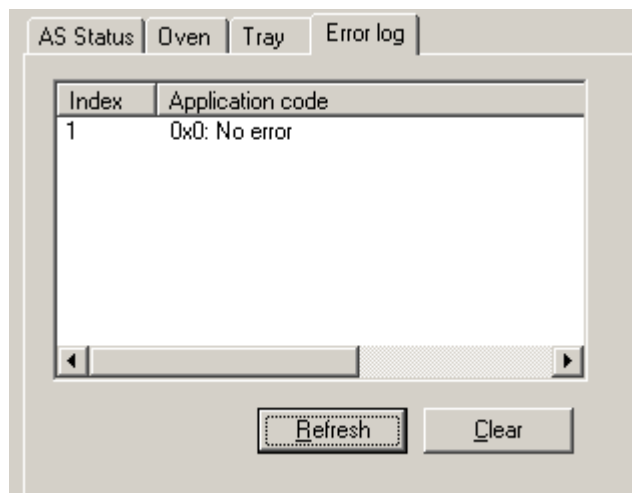 AS Status Oven Tray Error log
Index Application code
1 0x0: No error
Refresh Clear